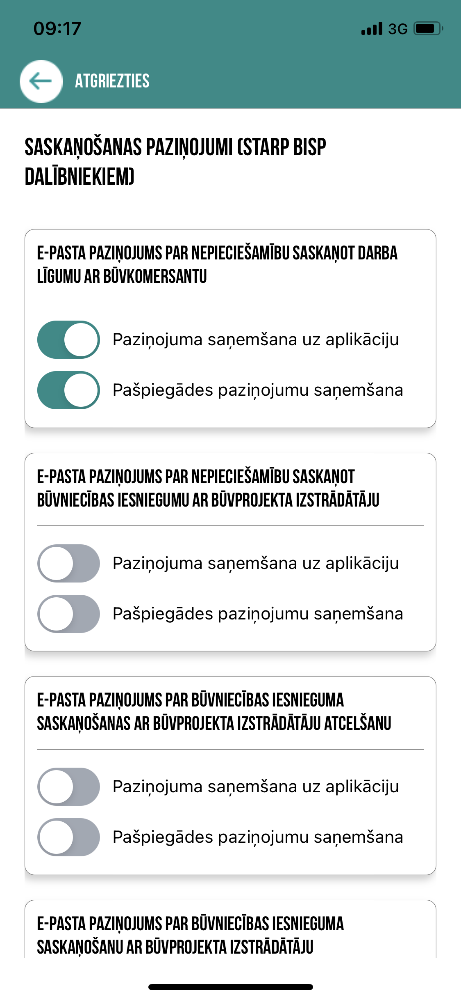 09:17
3G
ATGRIEZTIES
SASKAŅOŠANAS PAZIŅOJUMI (STARP BISP
DALĪBNIEKIEM)
E-PASTA PAZIŅOJUMS PAR NEPIECIEŠAMĪBU SASKAŅOT DARBA
LĪGUMU AR BŪVKOMERSANTU
Paziņojuma saņemšana uz aplikāciju
Pašpiegādes paziņojumu saņemšana
E-PASTA PAZIŅOJUMS PAR NEPIECIEŠAMĪBU SASKAŅOT
BŪVNIECĪBAS IESNIEGUMU AR BŪVPROJEKTA IZSTRĀDĀTĀJU
Paziņojuma saņemšana uz aplikāciju
Pašpiegādes paziņojumu saņemšana
E-PASTA PAZIŅOJUMS PAR BŪVNIECĪBAS IESNIEGUMA
SASKAŅOŠANAS AR BŪVPROJEKTA IZSTRĀDĀTĀJU ATCELŠANU
Paziņojuma saņemšana uz aplikāciju
Pašpiegādes paziņojumu saņemšana
E-PASTA PAZIŅOJUMS PAR BŪVNIECĪBAS IESNIEGUMA
SASKAŅOŠANU AR BŪVPROJEKTA IZSTRĀDĀTĀJU